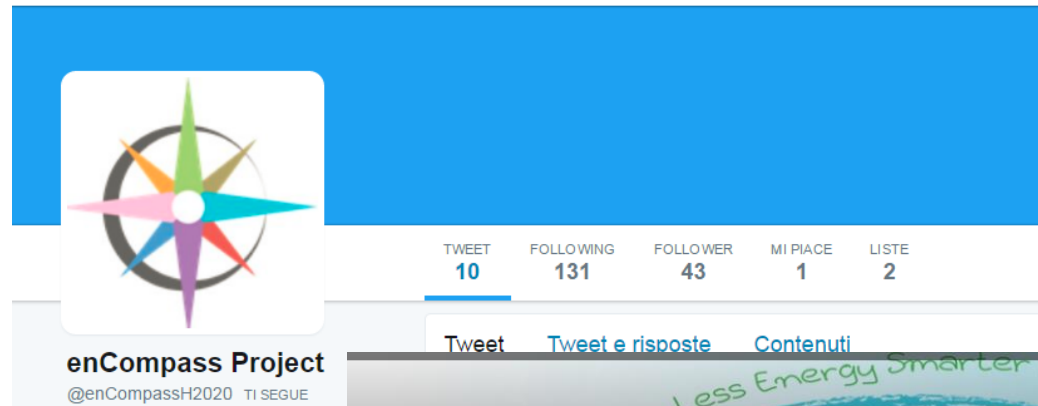 TWEET FOLLOWING FOLLOWER MI PIACE LISTE
10 131 43 1 2
Tweet Tweet e risposte Contenuti
enCompass Project
@enCompassH2020 TI SEGUE
Less Energy Smarter